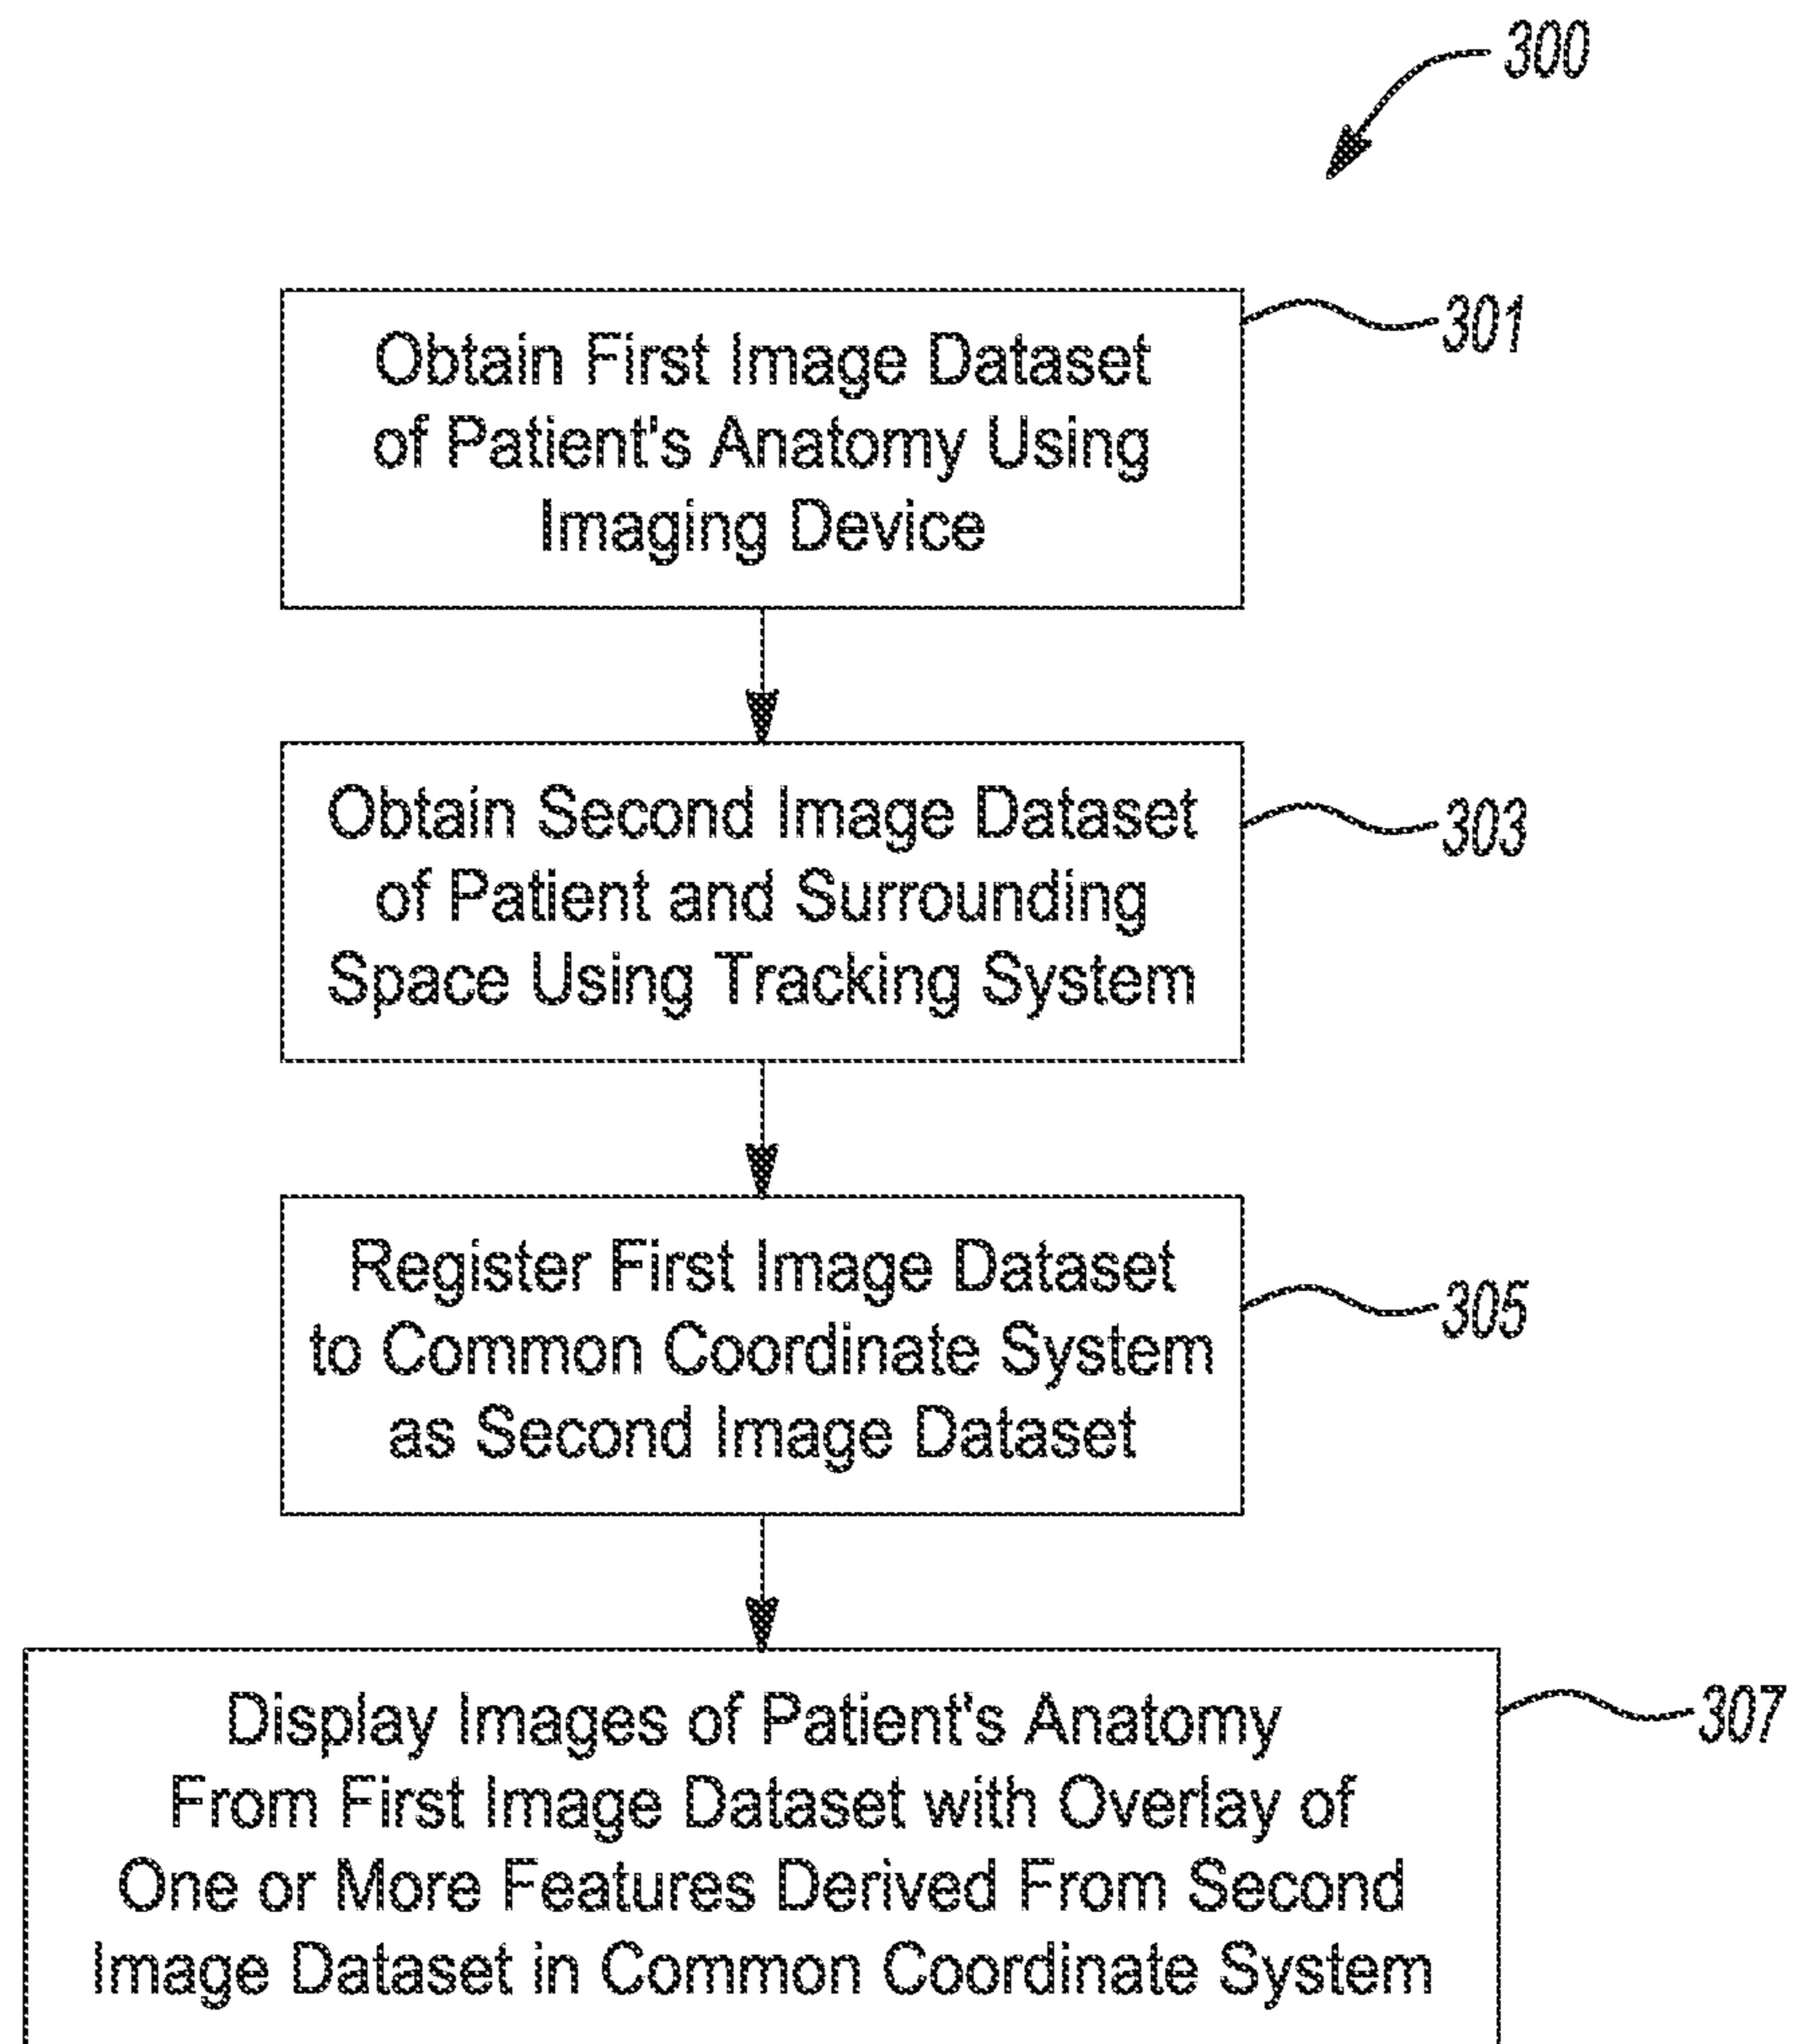 300
Obtain First Image Dataset
of Patient's Anatomy Using
Imaging Device
301
Obtain Second Image Dataset
of Patient and Surrounding
Space Using Tracking System
303
Register First Image Dataset
to Common Coordinate System
as Second Image Dataset
305
Display Images of Patient's Anatomy
From First Image Dataset with Overlay of
One or More Features Derived From Second
Image Dataset in Common Coordinate System
307